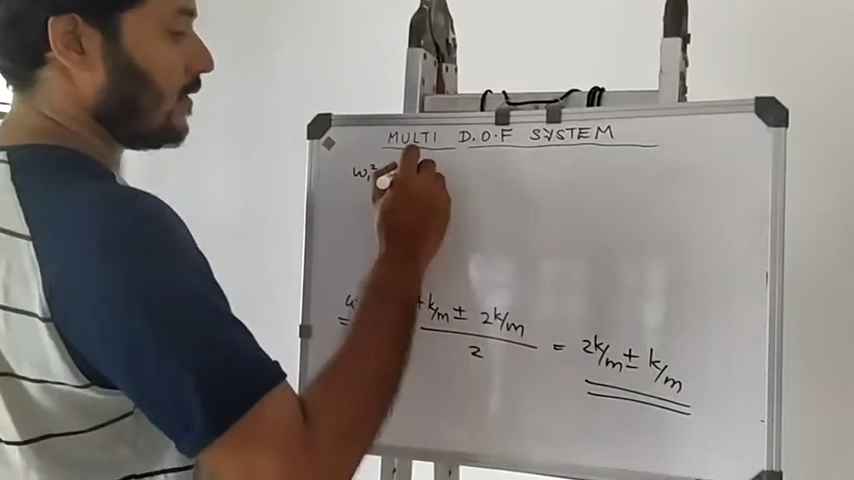 MULTI D.O.F SYSTEM
ω₁²
+k/m ± 2k/m / 2 = 2k/m ± k/m